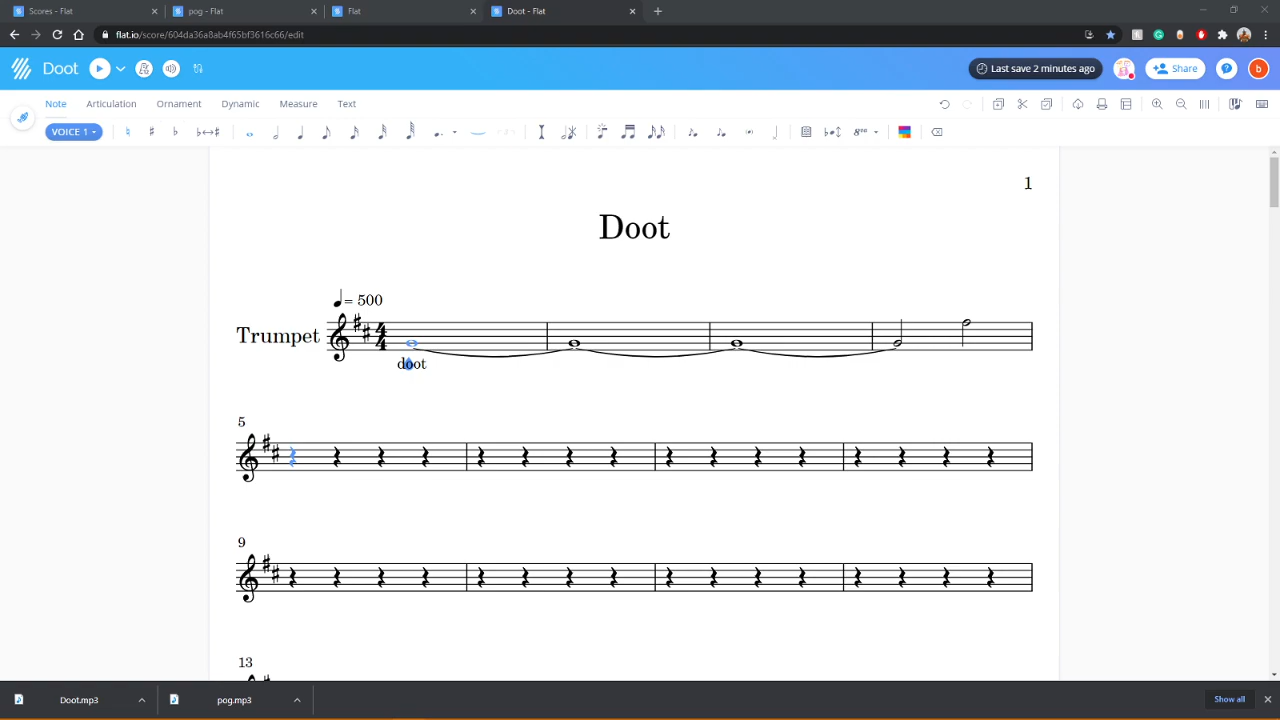 Scores - Flat
pog - Flat
Flat
Doot - Flat
flat.io/score/604da36a8ab4f65bf3616c66/edit
Doot
Last save 2 minutes ago
Share
b
Note
Articulation
Ornament
Dynamic
Measure
Text
VOICE 1
8va
1
Doot
= 500
Trumpet
4
4
doot
5
9
13
Doot.mp3
pog.mp3
Show all